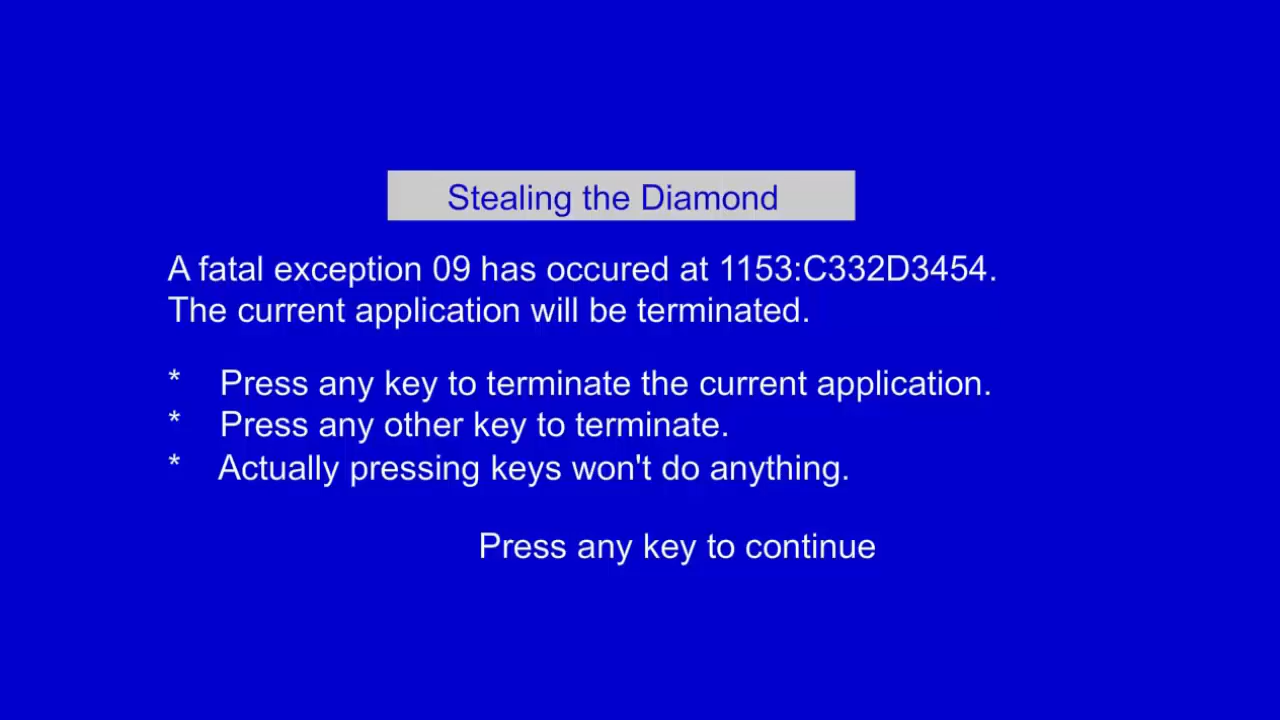 Stealing the Diamond
A fatal exception 09 has occured at 1153:C332D3454.
The current application will be terminated.
* Press any key to terminate the current application.
* Press any other key to terminate.
* Actually pressing keys won't do anything.
Press any key to continue